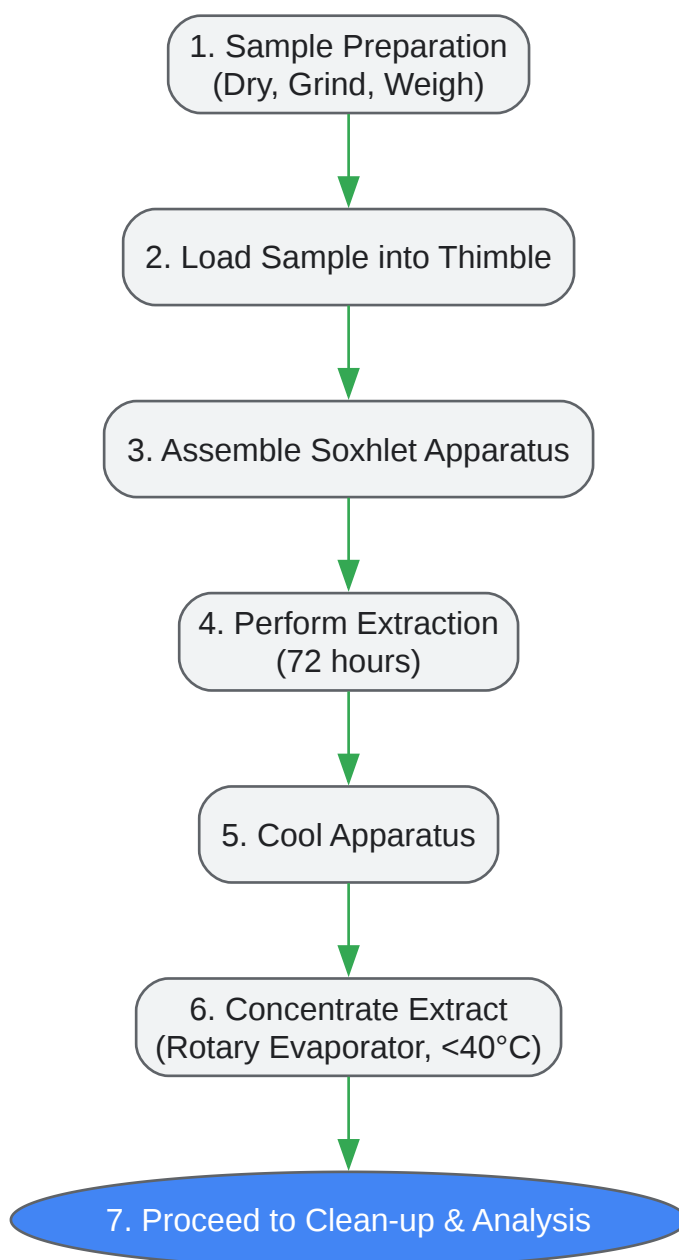 1. Sample Preparation
(Dry, Grind, Weigh)
2. Load Sample into Thimble
3. Assemble Soxhlet Apparatus
4. Perform Extraction
(72 hours)
5. Cool Apparatus
6. Concentrate Extract
(Rotary Evaporator, <40°C)
7. Proceed to Clean-up & Analysis